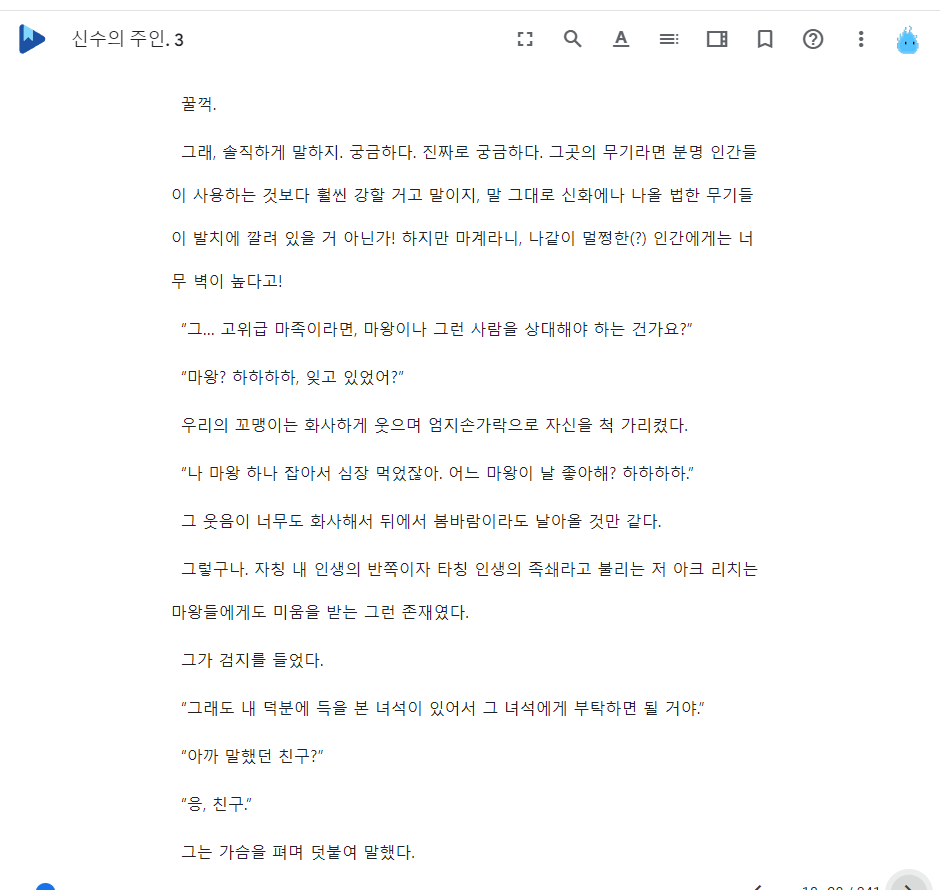 신수의 주인. 3
꿀꺽.
그래, 솔직하게 말하지. 궁금하다. 진짜로 궁금하다. 그곳의 무기라면 분명 인간들
이 사용하는 것보다 훨씬 강할 거고 말이지, 말 그대로 신화에나 나올 법한 무기들
이 발치에 깔려 있을 거 아닌가! 하지만 마계라니, 나같이 멀쩡한(?) 인간에게는 너
무 벽이 높다고!
“그... 고위급 마족이라면, 마왕이나 그런 사람을 상대해야 하는 건가요?”
“마왕? 하하하하, 잊고 있었어?”
우리의 꼬맹이는 화사하게 웃으며 엄지손가락으로 자신을 척 가리켰다.
“나 마왕 하나 잡아서 심장 먹었잖아. 어느 마왕이 날 좋아해? 하하하하.”
그 웃음이 너무도 화사해서 뒤에서 봄바람이라도 날아올 것만 같다.
그렇구나. 자칭 내 인생의 반쪽이자 타칭 인생의 족쇄라고 불리는 저 아크 리치는
마왕들에게도 미움을 받는 그런 존재였다.
그가 검지를 들었다.
“그래도 내 덕분에 득을 본 녀석이 있어서 그 녀석에게 부탁하면 될 거야.”
“아까 말했던 친구?”
“응, 친구.”
그는 가슴을 펴며 덧붙여 말했다.